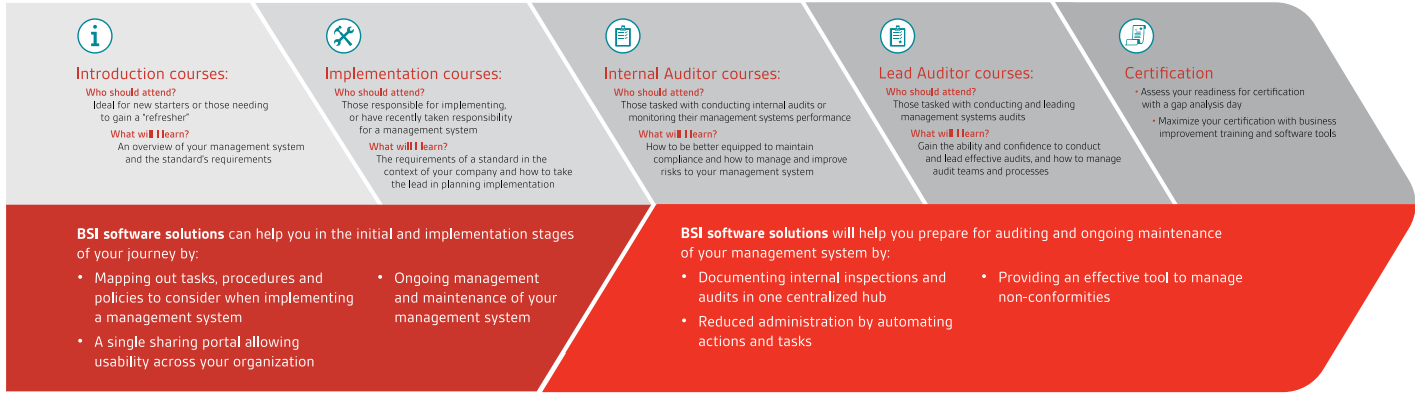 Introduction courses:
Who should attend?
Ideal for new starters or those needing
to gain a "refresher"
What will I learn?
An overview of your management system
and the standard's requirements
Implementation courses:
Who should attend?
Those responsible for implementing,
or have recently taken responsibility
for a management system
What will I learn?
The requirements of a standard in the
context of your company and how to take
the lead in planning implementation
Internal Auditor courses:
Who should attend?
Those tasked with conducting internal audits or
monitoring their management systems performance
What will I learn?
How to be better equipped to maintain
compliance and how to manage and improve
risks to your management system
Lead Auditor courses:
Who should attend?
Those tasked with conducting and leading
management systems audits
What will I learn?
Gain the ability and confidence to conduct
and lead effective audits, and how to manage
audit teams and processes
Certification
• Assess your readiness for certification
with a gap analysis day
• Maximize your certification with business
improvement training and software tools
BSI software solutions can help you in the initial and implementation stages
of your journey by:
• Mapping out tasks, procedures and
policies to consider when implementing
a management system
• A single sharing portal allowing
usability across your organization
• Ongoing management
and maintenance of your
management system
BSI software solutions will help you prepare for auditing and ongoing maintenance
of your management system by:
• Documenting internal inspections and
audits in one centralized hub
• Reduced administration by automating
actions and tasks
• Providing an effective tool to manage
non-conformities